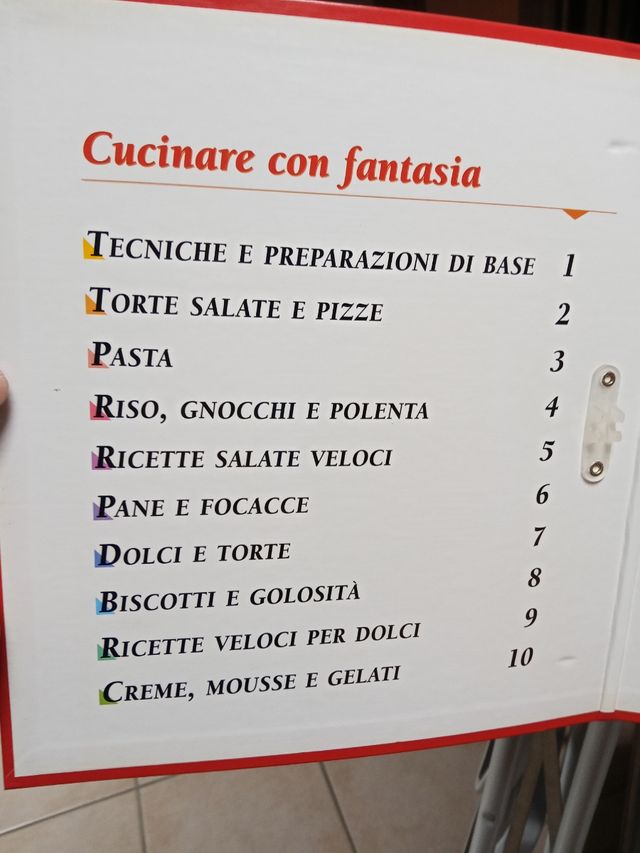 Cucinare con fantasia
TECNICHE E PREPARAZIONI DI BASE 1
TORTE SALATE E PIZZE 2
PASTA 3
RISO, GNOCCHI E POLENTA 4
RICETTE SALATE VELOCI 5
PANE E FOCACCE 6
DOLCI E TORTE 7
BISCOTTI E GOLOSITÀ 8
RICETTE VELOCI PER DOLCI 9
CREME, MOUSSE E GELATI 10